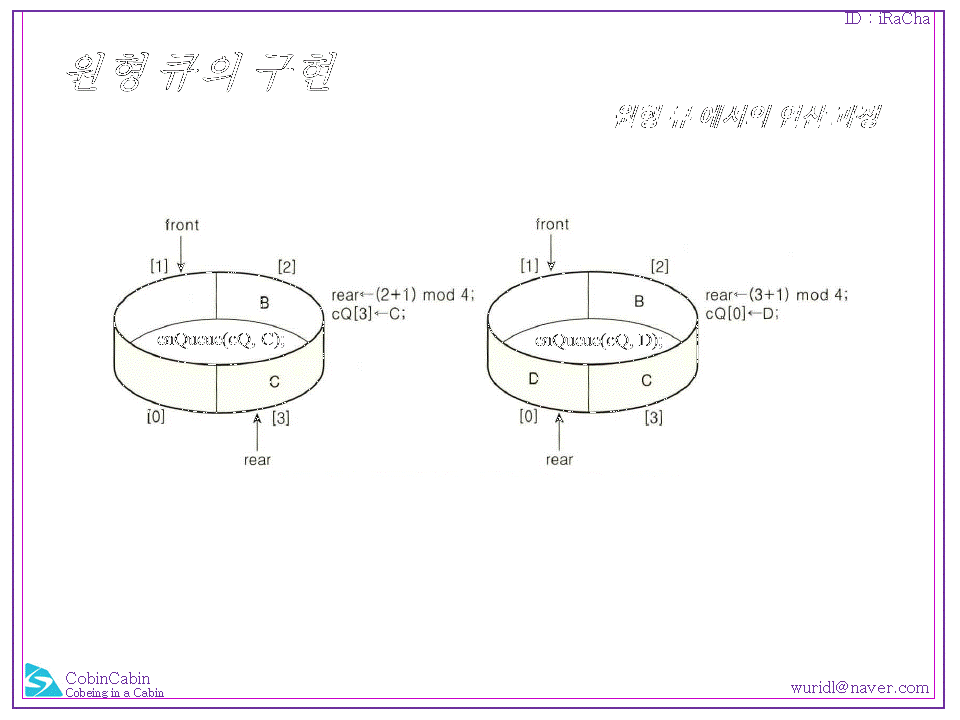 ID : iRaCha
원형 큐의 구현
원형 큐에서의 연산 과정
front
[1]
[2]
B
rear←(2+1) mod 4;
cQ[3]←C;
enQueue(cQ, C);
C
[0]
[3]
rear
front
[1]
[2]
B
rear←(3+1) mod 4;
cQ[0]←D;
enQueue(cQ, D);
D
C
[0]
[3]
rear
CobinCabin
Cobeing in a Cabin
wuridl@naver.com